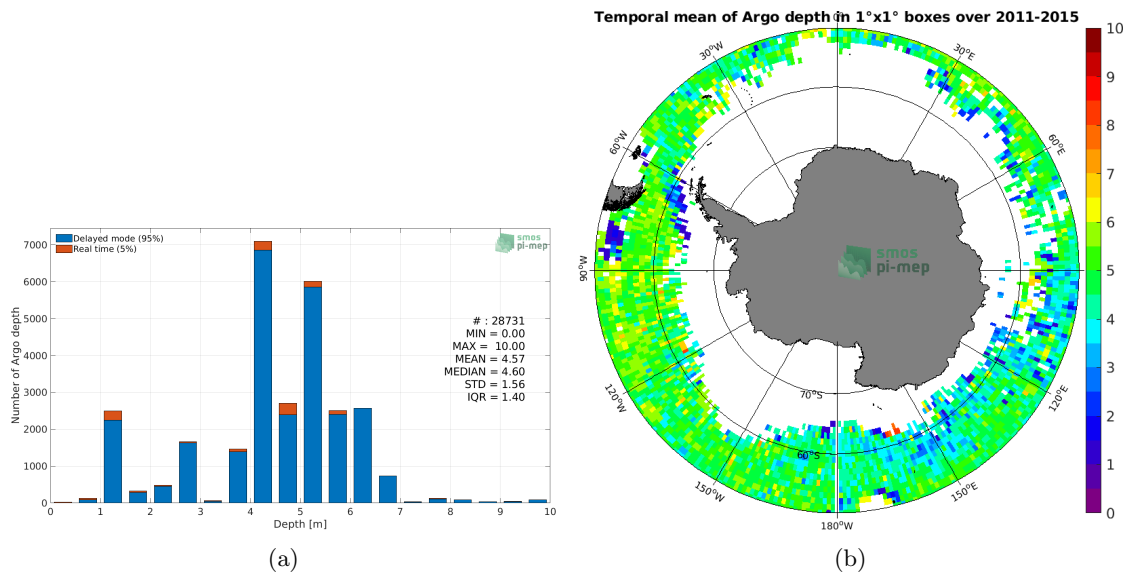 Temporal mean of Argo depth in 1°x1° boxes over 2011-2015
Delayed mode (95%)
Real time (5%)
smos
pi-mep
# : 28731
MIN = 0.00
MAX = 10.00
MEAN = 4.57
MEDIAN = 4.60
STD = 1.56
IQR = 1.40
Number of Argo depth
7000
6000
5000
4000
3000
2000
1000
0
0 1 2 3 4 5 6 7 8 9 10
Depth [m]
(a)
0°
30°E
60°E
120°E
150°E
180°W
150°W
120°W
90°W
60°W
30°W
70°S
60°S
smos
pi-mep
10
9
8
7
6
5
4
3
2
1
0
(b)